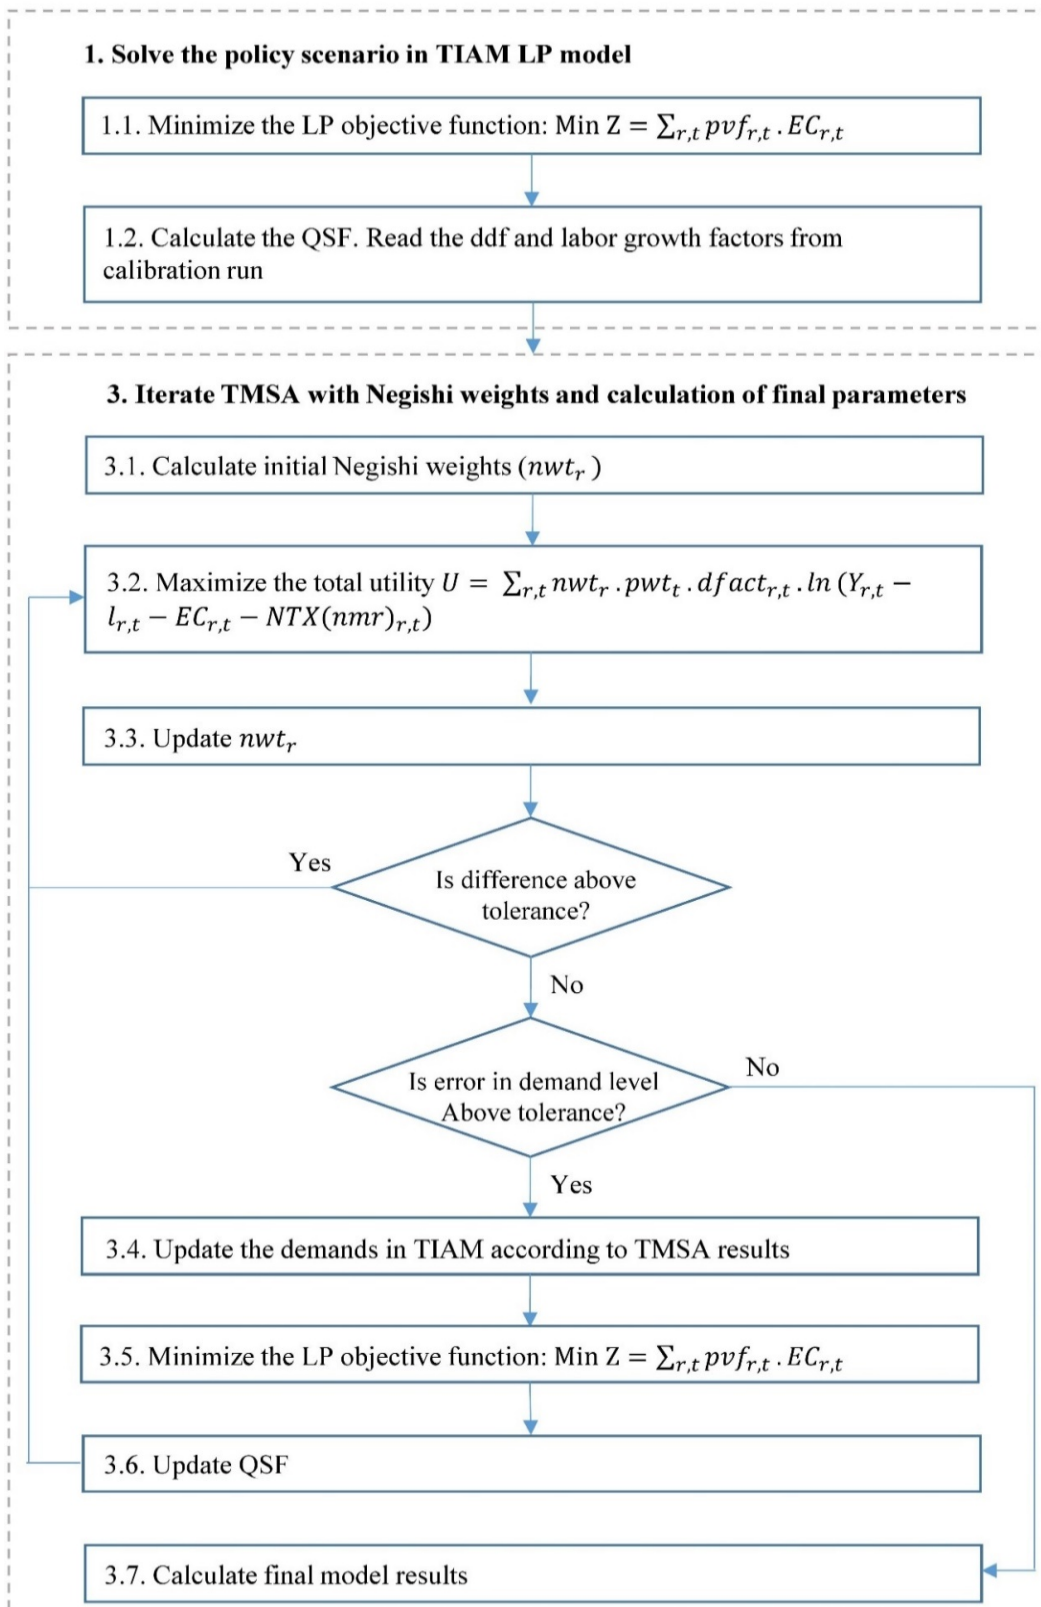 1. Solve the policy scenario in TIAM LP model
1.1. Minimize the LP objective function: Min Z = ∑r,t pvfr,t . ECr,t
1.2. Calculate the QSF. Read the ddf and labor growth factors from
calibration run
3. Iterate TMSA with Negishi weights and calculation of final parameters
3.1. Calculate initial Negishi weights (nwtr )
3.2. Maximize the total utility U = ∑r,t nwtr . pwtt . dfactr,t . ln (Yr,t −
lr,t − ECr,t − NTX(nmr)r,t)
3.3. Update nwtr
Yes
Is difference above
tolerance?
No
No
Is error in demand level
Above tolerance?
Yes
3.4. Update the demands in TIAM according to TMSA results
3.5. Minimize the LP objective function: Min Z = ∑r,t pvfr,t . ECr,t
3.6. Update QSF
3.7. Calculate final model results